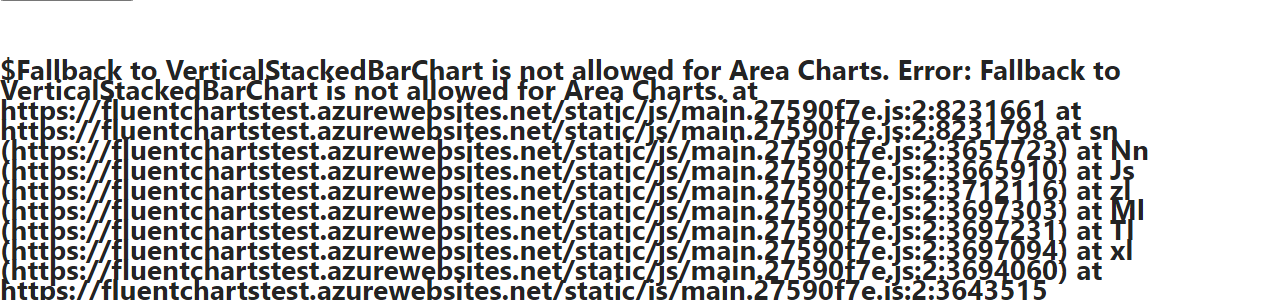 $Fallback to VerticalStackedBarChart is not allowed for Area Charts. Error: Fallback to
VerticalStackedBarChart is not allowed for Area Charts. at
https://fluentchartstest.azurewebsites.net/static/js/main.27590f7e.js:2:8231661 at
https://fluentchartstest.azurewebsites.net/static/js/main.27590f7e.js:2:8231798 at sn
(https://fluentchartstest.azurewebsites.net/static/js/main.27590f7e.js:2:3657723) at Nn
(https://fluentchartstest.azurewebsites.net/static/js/main.27590f7e.js:2:3665910) at Js
(https://fluentchartstest.azurewebsites.net/static/js/main.27590f7e.js:2:3712116) at zl
(https://fluentchartstest.azurewebsites.net/static/js/main.27590f7e.js:2:3697303) at Ml
(https://fluentchartstest.azurewebsites.net/static/js/main.27590f7e.js:2:3697231) at Tl
(https://fluentchartstest.azurewebsites.net/static/js/main.27590f7e.js:2:3697094) at xl
(https://fluentchartstest.azurewebsites.net/static/js/main.27590f7e.js:2:3694060) at
https://fluentchartstest.azurewebsites.net/static/js/main.27590f7e.js:2:3643515